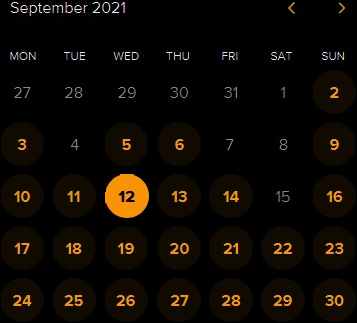 September 2021 < >
MON TUE WED THU FRI SAT SUN
27 28 29 30 31 1 2
3 4 5 6 7 8 9
10 11 12 13 14 15 16
17 18 19 20 21 22 23
24 25 26 27 28 29 30